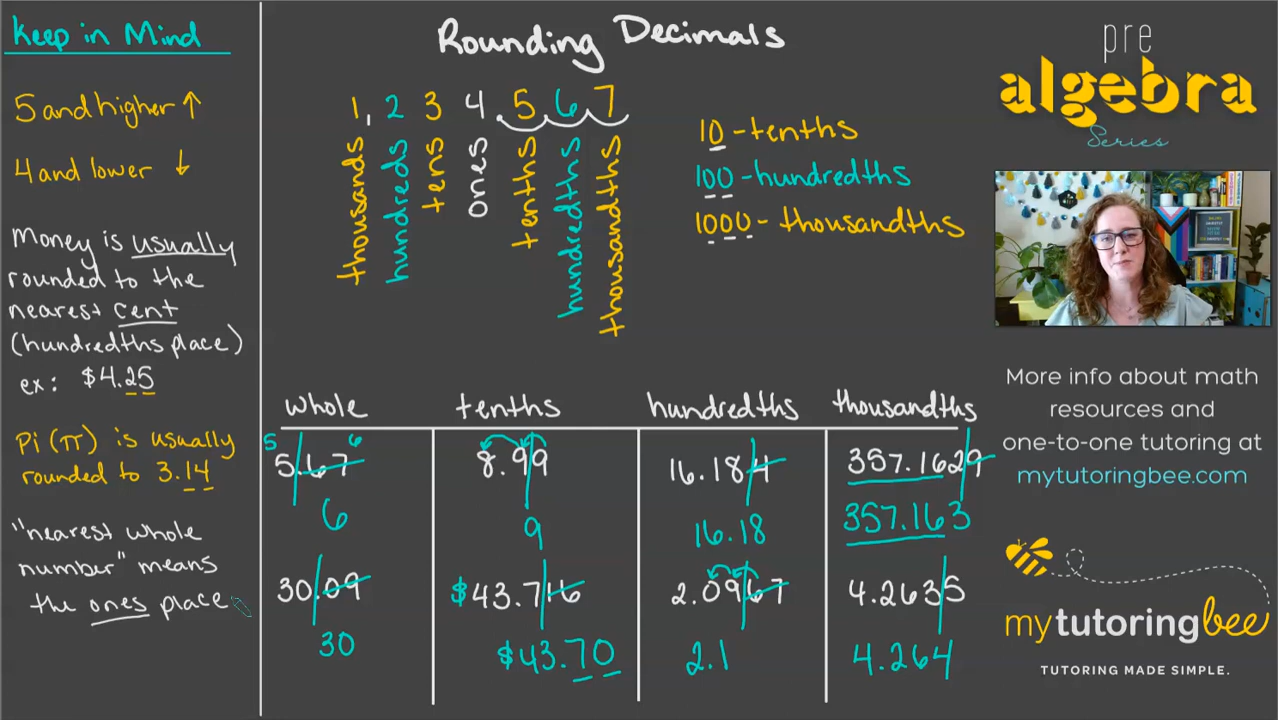 Keep in Mind
5 and higher ↑
4 and lower ↓
Money is usually
rounded to the
nearest cent
(hundredths place)
ex: $4.25
Pi (π) is usually
rounded to 3.14
"nearest whole
number" means
the ones place
Rounding Decimals
1,234.567
thousands
hundreds
tens
ones
tenths
hundredths
thousandths
10 - tenths
100 - hundredths
1000 - thousandths
whole tenths hundredths thousandths
5 6
5.67 8.99 16.184 357.1629
6 9 16.18 357.163
30.09 $43.716 2.0967 4.2635
30 $43.70 2.1 4.264
pre
algebra
Series
More info about math
resources and
one-to-one tutoring at
mytutoringbee.com
mytutoringbee
TUTORING MADE SIMPLE.